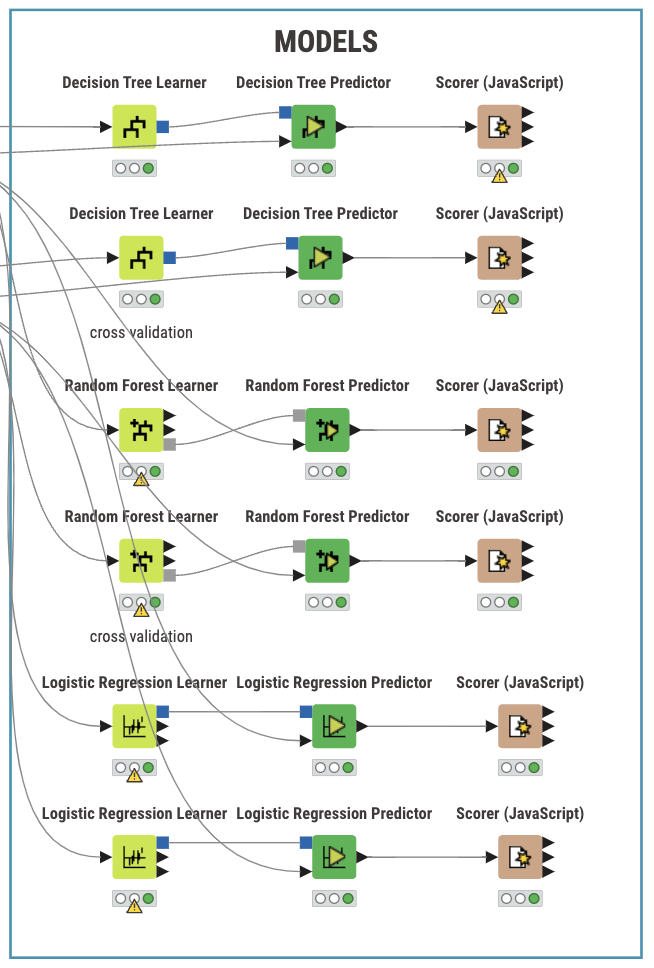 MODELS
Decision Tree Learner Decision Tree Predictor Scorer (JavaScript)
Decision Tree Learner Decision Tree Predictor Scorer (JavaScript)
cross validation
Random Forest Learner Random Forest Predictor Scorer (JavaScript)
Random Forest Learner Random Forest Predictor Scorer (JavaScript)
cross validation
Logistic Regression Learner Logistic Regression Predictor Scorer (JavaScript)
Logistic Regression Learner Logistic Regression Predictor Scorer (JavaScript)